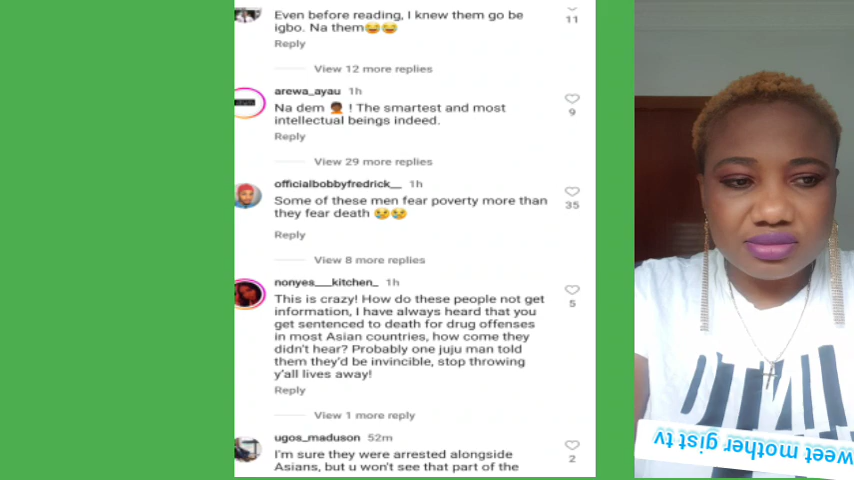 Even before reading, I knew them go be
igbo. Na them😂😂
11
Reply
View 12 more replies
arewa_ayau 1h
Na dem 🤦🏾 ! The smartest and most
intellectual beings indeed.
9
Reply
View 29 more replies
officialbobbyfredrick__ 1h
Some of these men fear poverty more than
they fear death 😢😢
35
Reply
View 8 more replies
nonyes___kitchen_ 1h
This is crazy! How do these people not get
information, I have always heard that you
get sentenced to death for drug offenses
in most Asian countries, how come they
didn't hear? Probably one juju man told
them they'd be invincible, stop throwing
y'all lives away!
5
Reply
View 1 more reply
ugos_maduson 52m
I'm sure they were arrested alongside
Asians, but u won't see that part of the
2
weet mother gist tv